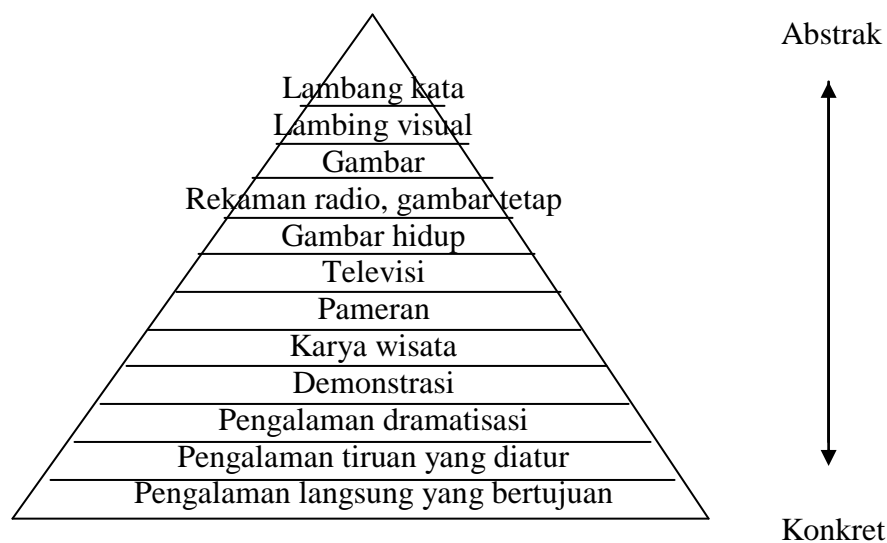 Abstrak
Lambang kata
Lambing visual
Gambar
Rekaman radio, gambar tetap
Gambar hidup
Televisi
Pameran
Karya wisata
Demonstrasi
Pengalaman dramatisasi
Pengalaman tiruan yang diatur
Pengalaman langsung yang bertujuan
Konkret